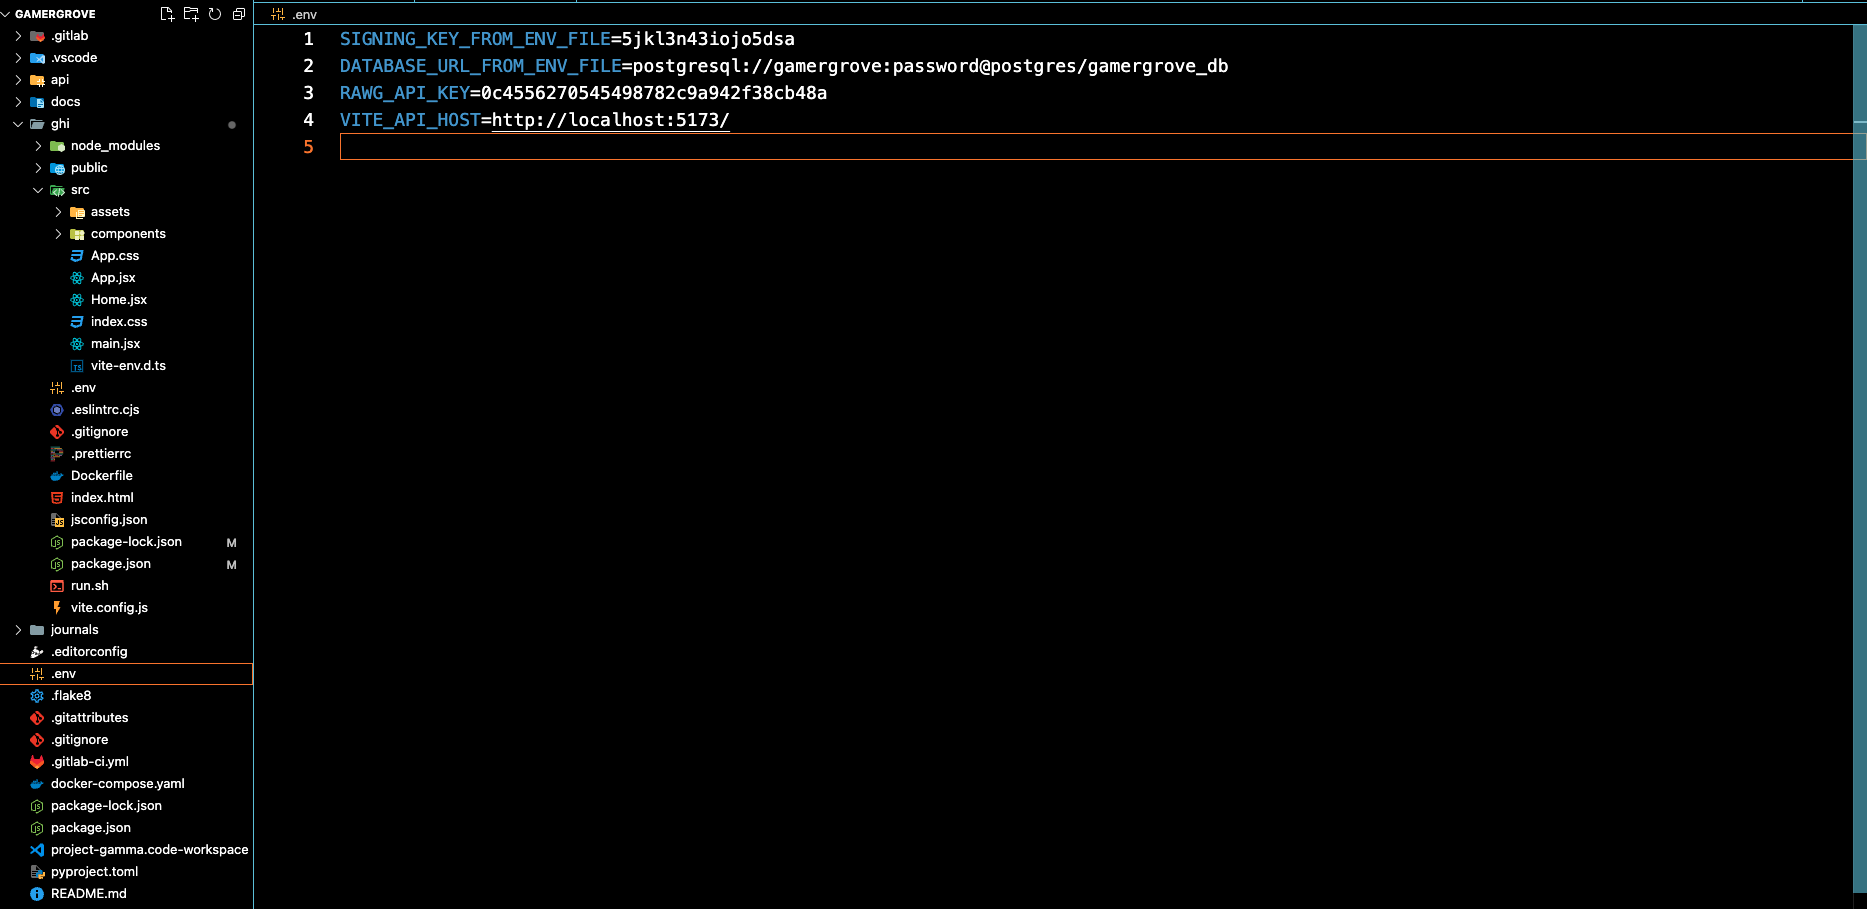 GAMERGROVE
.gitlab
.vscode
api
docs
ghi
node_modules
public
src
assets
components
App.css
App.jsx
Home.jsx
index.css
main.jsx
vite-env.d.ts
.env
.eslintrc.cjs
.gitignore
.prettierrc
Dockerfile
index.html
jsconfig.json
package-lock.json M
package.json M
run.sh
vite.config.js
journals
.editorconfig
.env
.flake8
.gitattributes
.gitignore
.gitlab-ci.yml
docker-compose.yaml
package-lock.json
package.json
project-gamma.code-workspace
pyproject.toml
README.md
.env
1 SIGNING_KEY_FROM_ENV_FILE=5jkl3n43iojo5dsa
2 DATABASE_URL_FROM_ENV_FILE=postgresql://gamergrove:password@postgres/gamergrove_db
3 RAWG_API_KEY=0c4556270545498782c9a942f38cb48a
4 VITE_API_HOST=http://localhost:5173/
5